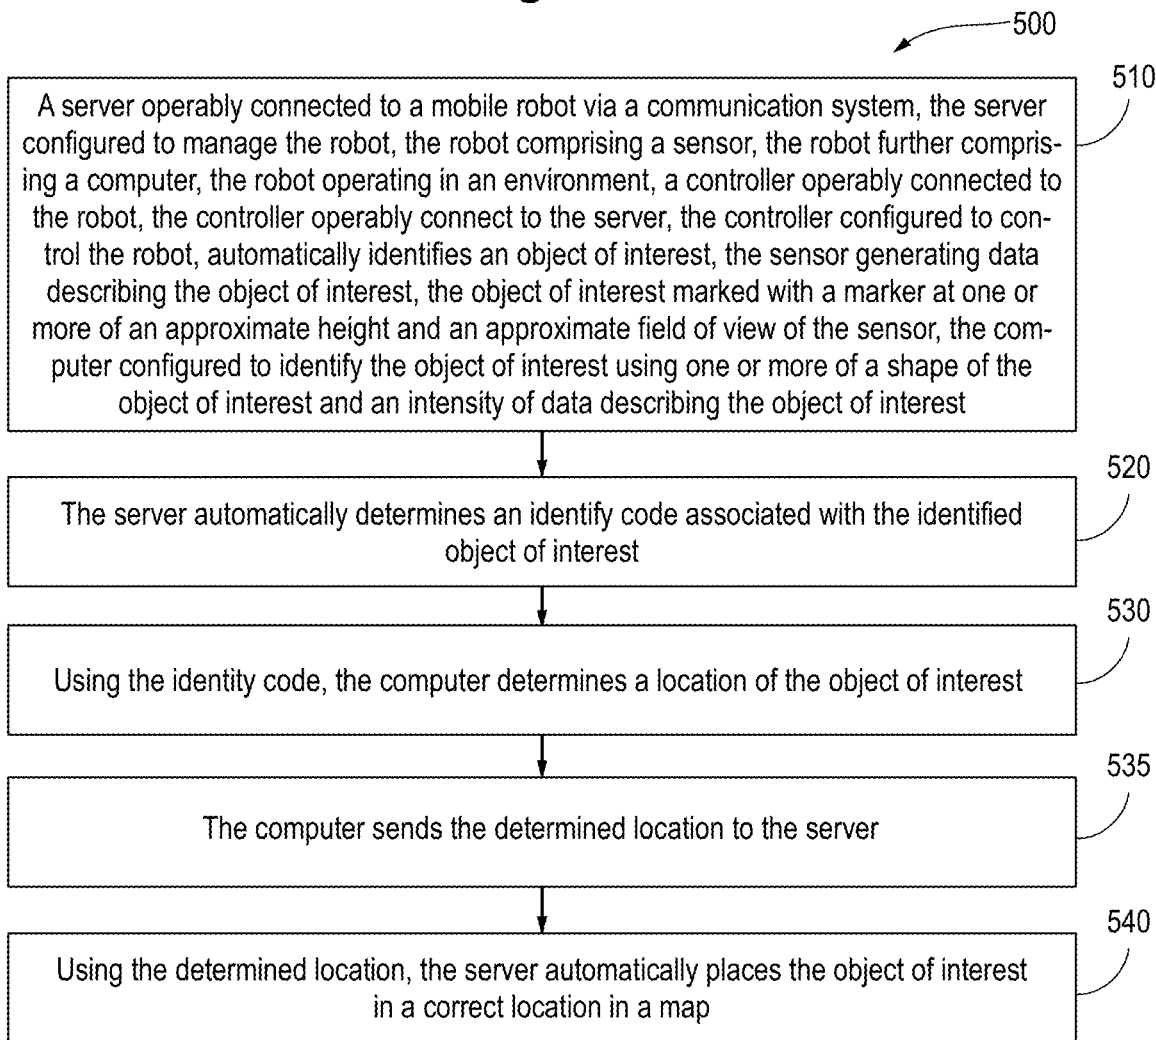 500
510
A server operably connected to a mobile robot via a communication system, the server
configured to manage the robot, the robot comprising a sensor, the robot further compris-
ing a computer, the robot operating in an environment, a controller operably connected to
the robot, the controller operably connect to the server, the controller configured to con-
trol the robot, automatically identifies an object of interest, the sensor generating data
describing the object of interest, the object of interest marked with a marker at one or
more of an approximate height and an approximate field of view of the sensor, the com-
puter configured to identify the object of interest using one or more of a shape of the
object of interest and an intensity of data describing the object of interest
520
The server automatically determines an identify code associated with the identified
object of interest
530
Using the identity code, the computer determines a location of the object of interest
535
The computer sends the determined location to the server
540
Using the determined location, the server automatically places the object of interest
in a correct location in a map